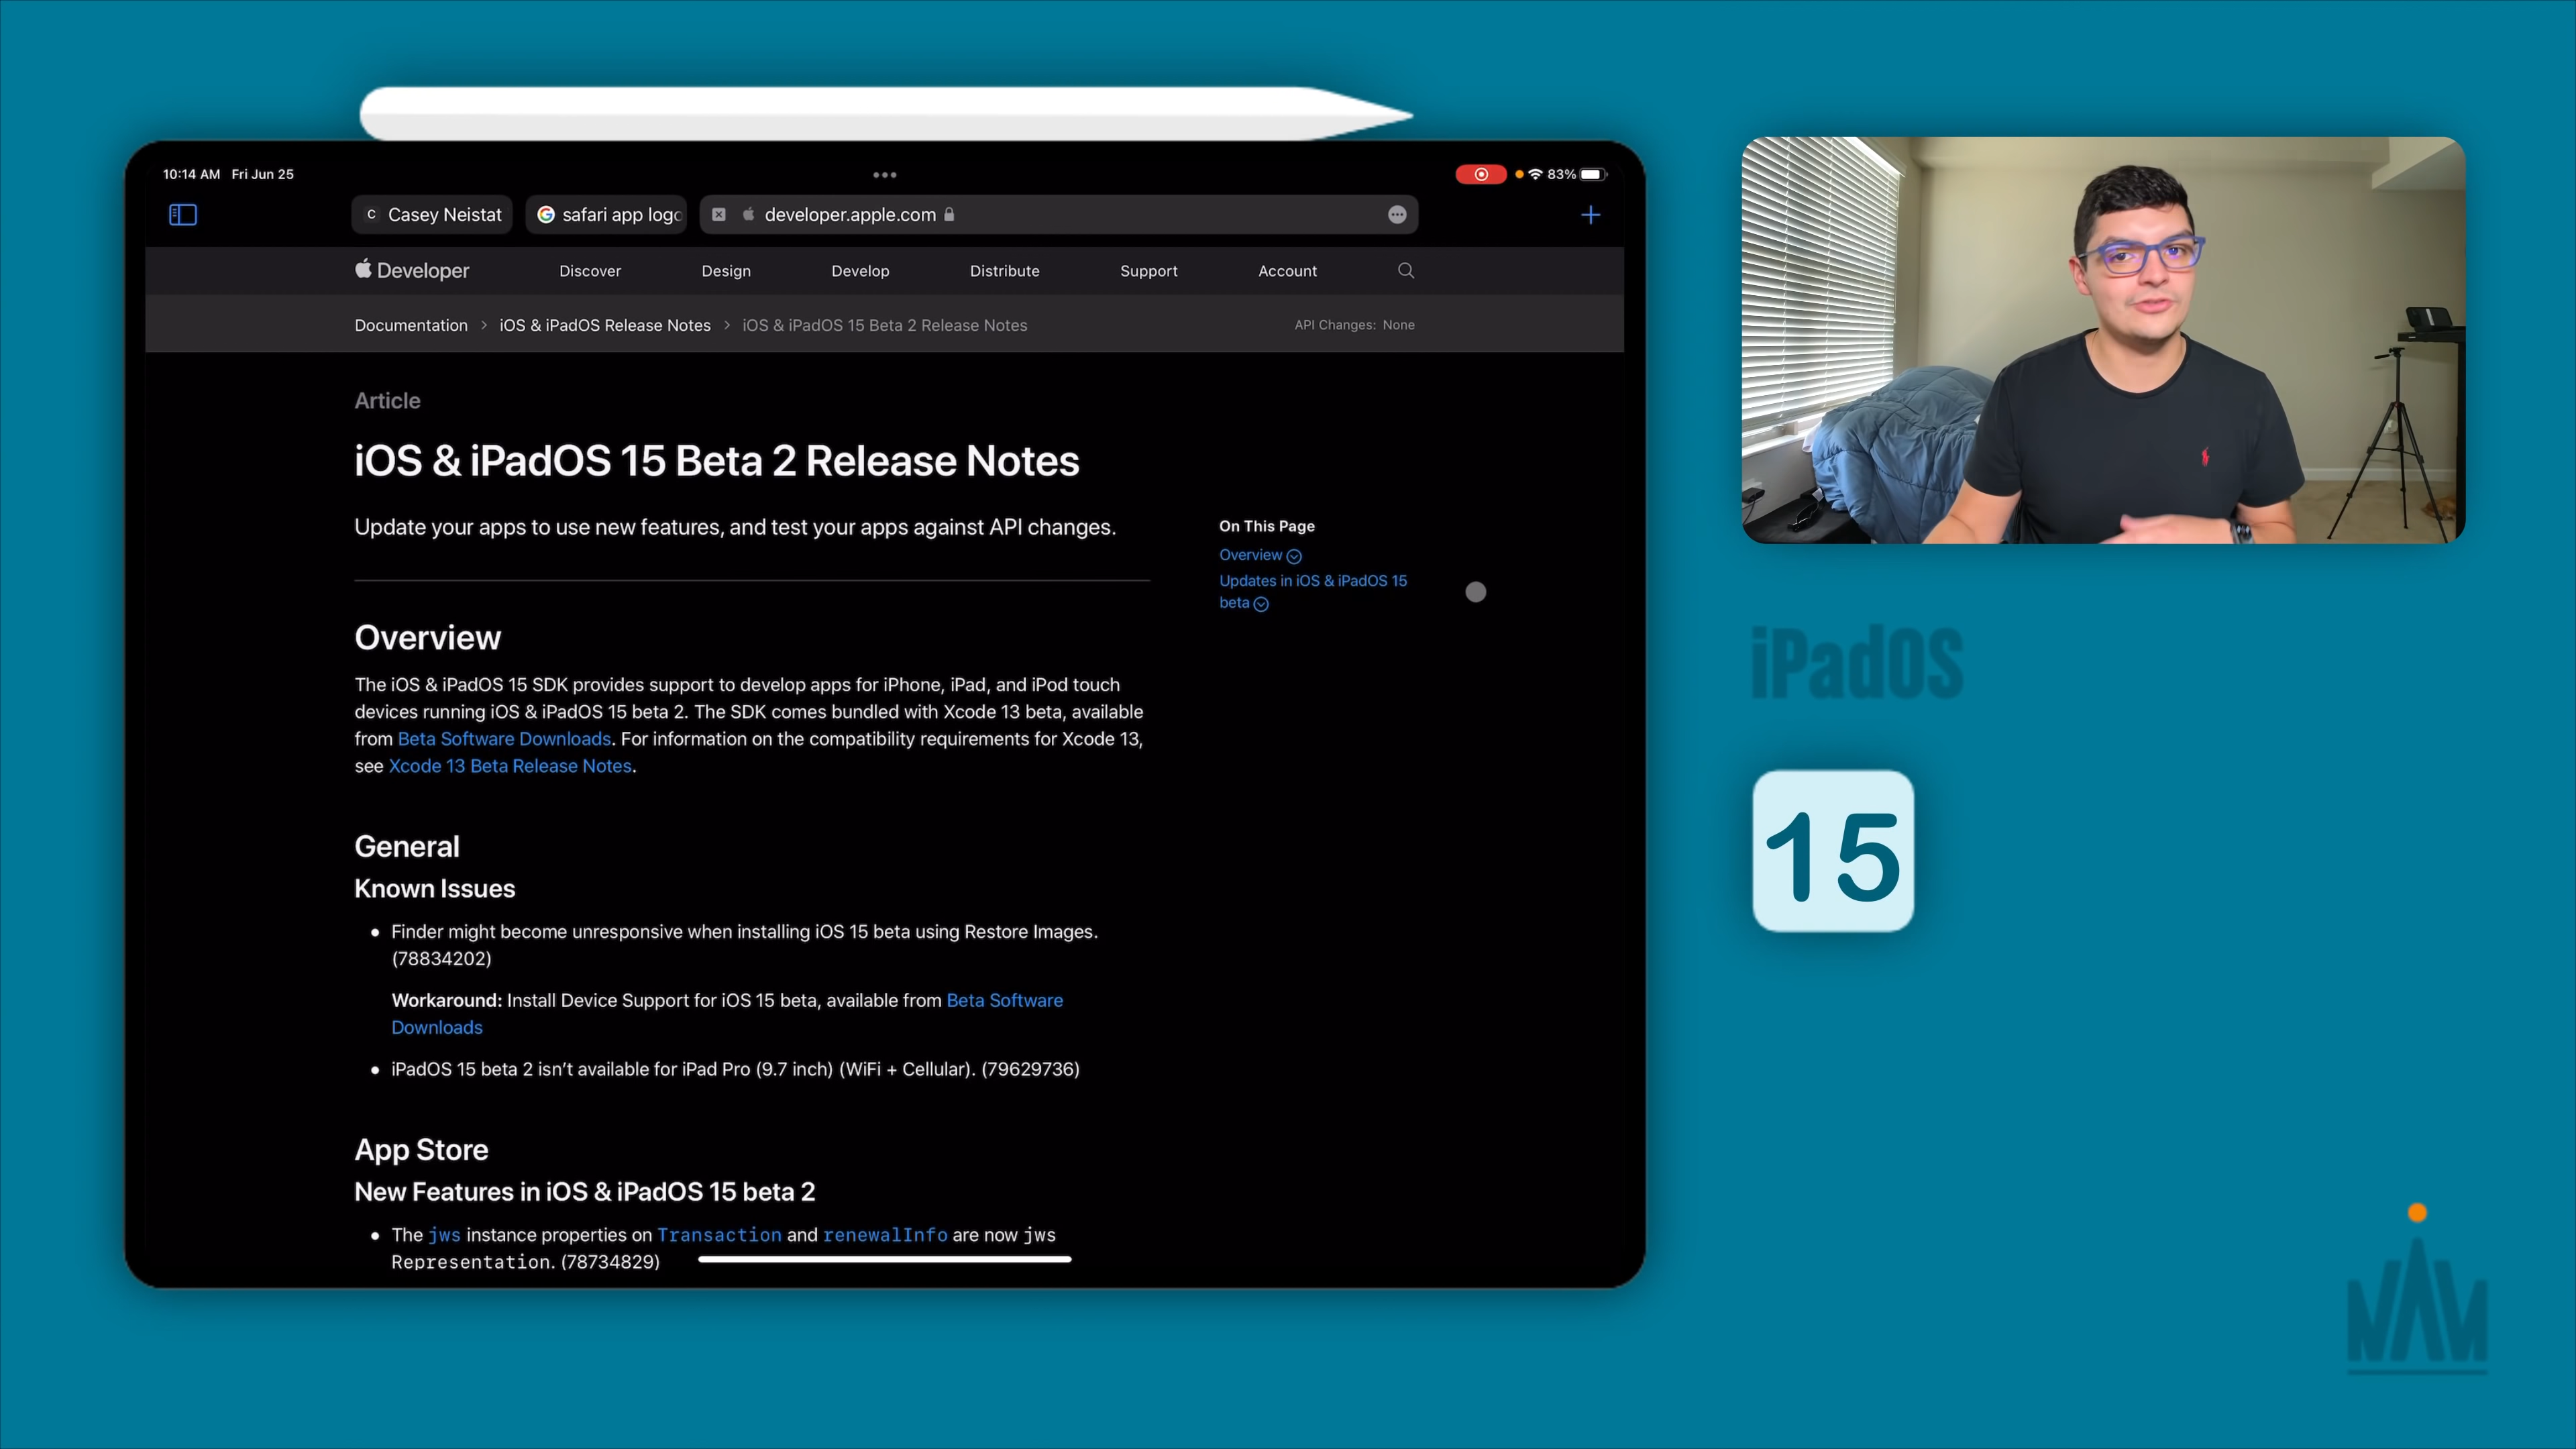 10:14 AM Fri Jun 25
83%
C Casey Neistat
safari app logo
developer.apple.com
Developer
Discover
Design
Develop
Distribute
Support
Account
Documentation > iOS & iPadOS Release Notes > iOS & iPadOS 15 Beta 2 Release Notes
API Changes: None
Article
iOS & iPadOS 15 Beta 2 Release Notes
Update your apps to use new features, and test your apps against API changes.
On This Page
Overview
Updates in iOS & iPadOS 15
beta
Overview
The iOS & iPadOS 15 SDK provides support to develop apps for iPhone, iPad, and iPod touch
devices running iOS & iPadOS 15 beta 2. The SDK comes bundled with Xcode 13 beta, available
from Beta Software Downloads. For information on the compatibility requirements for Xcode 13,
see Xcode 13 Beta Release Notes.
General
Known Issues
• Finder might become unresponsive when installing iOS 15 beta using Restore Images.
(78834202)
Workaround: Install Device Support for iOS 15 beta, available from Beta Software
Downloads
• iPadOS 15 beta 2 isn’t available for iPad Pro (9.7 inch) (WiFi + Cellular). (79629736)
App Store
New Features in iOS & iPadOS 15 beta 2
• The jws instance properties on Transaction and renewalInfo are now jws
Representation. (78734829)
iPadOS
15